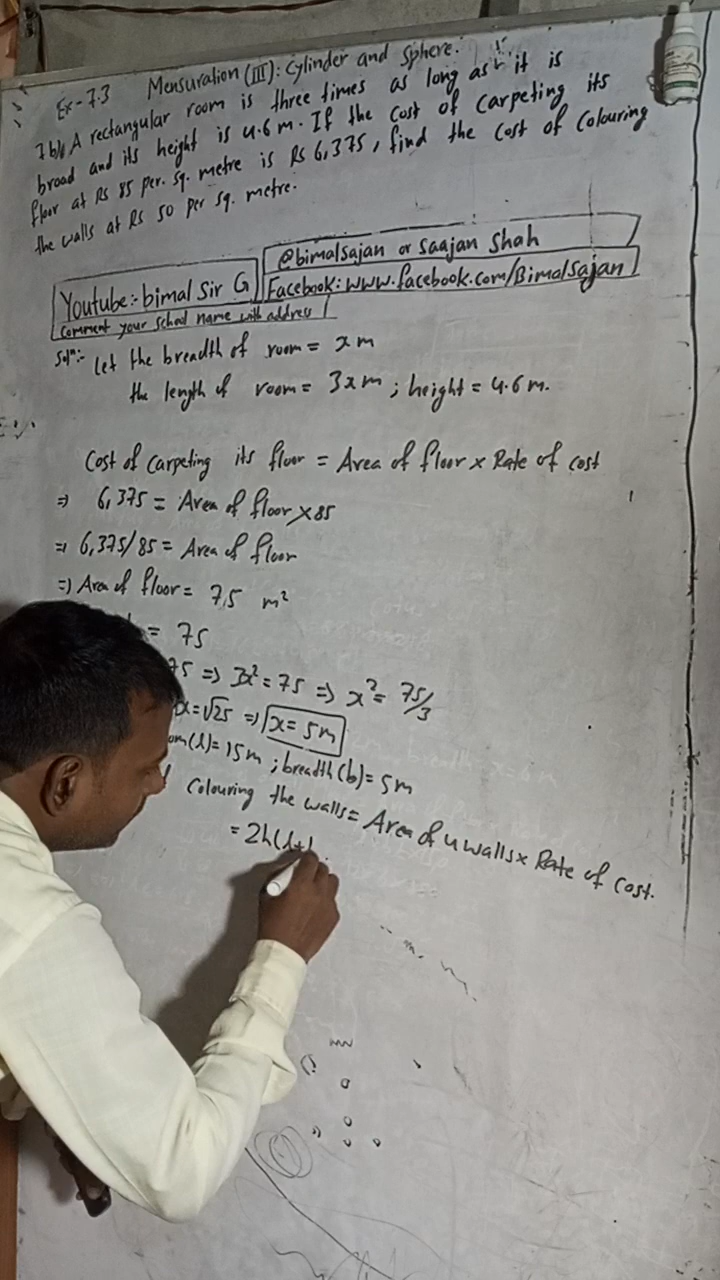 Ex-7.3 Mensuration (III): Cylinder and Sphere.
7 b) A rectangular room is three times as long as it is
broad and its height is 4.6 m. If the cost of carpeting its
floor at Rs 85 per. sq. metre is Rs 6,375, find the cost of Colouring
the walls at Rs 50 per sq. metre.
@bimalsajan or Saajan Shah
Youtube:- bimal Sir G
Facebook: www.facebook.com/Bimalsajan
Comment your school name with address
Solⁿ:- Let the breadth of room = x m
the length of room = 3x m ; height = 4.6 m.
Cost of Carpeting its floor = Area of floor × Rate of cost
⇒ 6,375 = Area of floor × 85
⇒ 6,375/85 = Area of floor
⇒ Area of floor = 75 m²
= 75
75 ⇒ 3x² = 75 ⇒ x² = 75/3
x = √25 ⇒ x = 5m
om(l) = 15m ; breadth(b) = 5m
Colouring the walls = Area of 4 walls × Rate of cost.
= 2h(l+